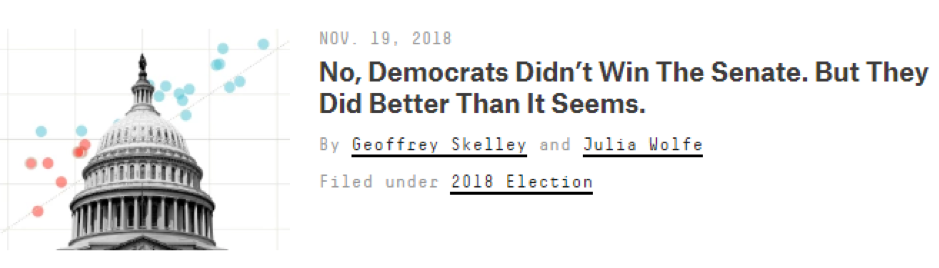 NOV. 19, 2018
No, Democrats Didn’t Win The Senate. But They
Did Better Than It Seems.
By Geoffrey Skelley and Julia Wolfe
Filed under 2018 Election